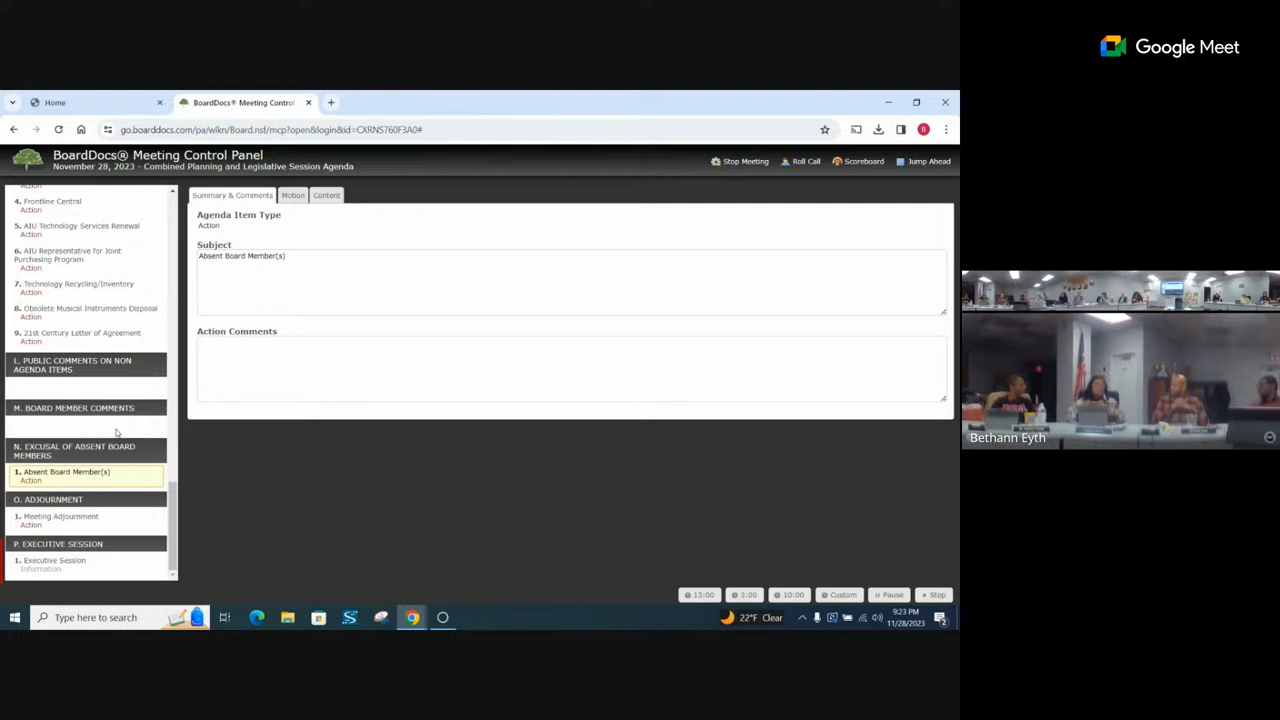 Google Meet
Home
BoardDocs® Meeting Control
go.boarddocs.com/pa/wlkn/Board.nsf/mcp?open&login&id=CXRNS760F3A0#
BoardDocs® Meeting Control Panel
November 28, 2023 - Combined Planning and Legislative Session Agenda
Stop Meeting
Roll Call
Scoreboard
Jump Ahead
Action
4. Frontline Central
Action
5. AIU Technology Services Renewal
Action
6. AIU Representative for Joint
Purchasing Program
Action
7. Technology Recycling/Inventory
Action
8. Obsolete Musical Instruments Disposal
Action
9. 21st Century Letter of Agreement
Action
L. PUBLIC COMMENTS ON NON
AGENDA ITEMS
M. BOARD MEMBER COMMENTS
N. EXCUSAL OF ABSENT BOARD
MEMBERS
1. Absent Board Member(s)
Action
O. ADJOURNMENT
1. Meeting Adjournment
Action
P. EXECUTIVE SESSION
1. Executive Session
Information
Summary & Comments
Motion
Content
Agenda Item Type
Action
Subject
Absent Board Member(s)
Action Comments
13:00
3:00
10:00
Custom
Pause
Stop
Bethann Eyth
Type here to search
22°F Clear
9:23 PM
11/28/2023
2
B